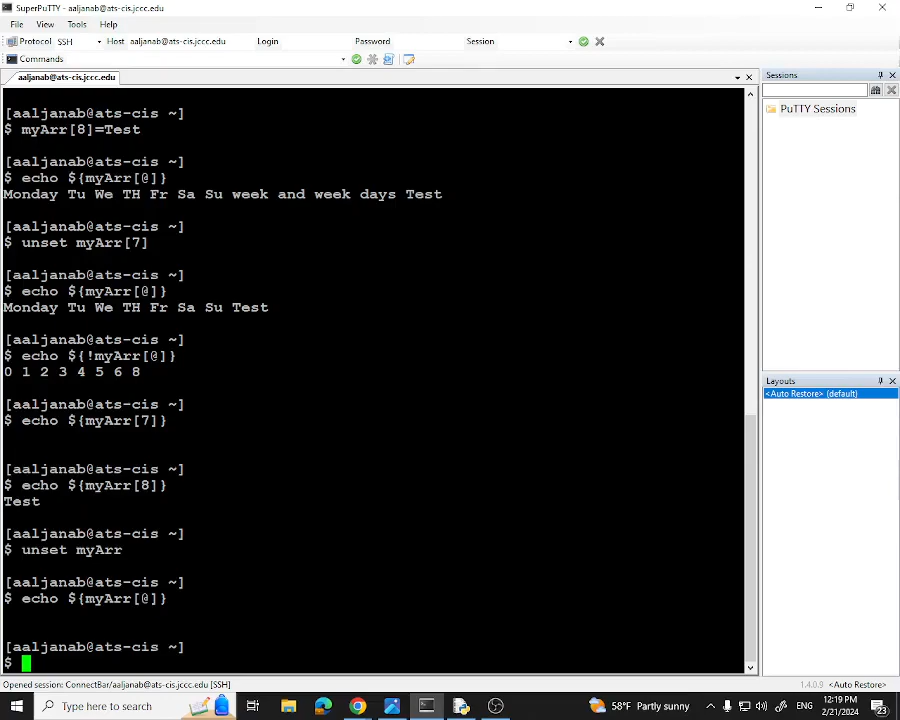 SuperPuTTY - aaljanab@ats-cis.jccc.edu
File View Tools Help
Protocol SSH Host aaljanab@ats-cis.jccc.edu Login Password Session
Commands
aaljanab@ats-cis.jccc.edu
[aaljanab@ats-cis ~]
$ myArr[8]=Test
[aaljanab@ats-cis ~]
$ echo ${myArr[@]}
Monday Tu We TH Fr Sa Su week and week days Test
[aaljanab@ats-cis ~]
$ unset myArr[7]
[aaljanab@ats-cis ~]
$ echo ${myArr[@]}
Monday Tu We TH Fr Sa Su Test
[aaljanab@ats-cis ~]
$ echo ${!myArr[@]}
0 1 2 3 4 5 6 8
[aaljanab@ats-cis ~]
$ echo ${myArr[7]}
[aaljanab@ats-cis ~]
$ echo ${myArr[8]}
Test
[aaljanab@ats-cis ~]
$ unset myArr
[aaljanab@ats-cis ~]
$ echo ${myArr[@]}
[aaljanab@ats-cis ~]
$
Sessions
PuTTY Sessions
Layouts
<Auto Restore> (default)
Opened session: ConnectBar/aaljanab@ats-cis.jccc.edu [SSH]
1.4.0.9 <Auto Restore>
Type here to search
58°F Partly sunny
ENG
12:19 PM
2/21/2024
23